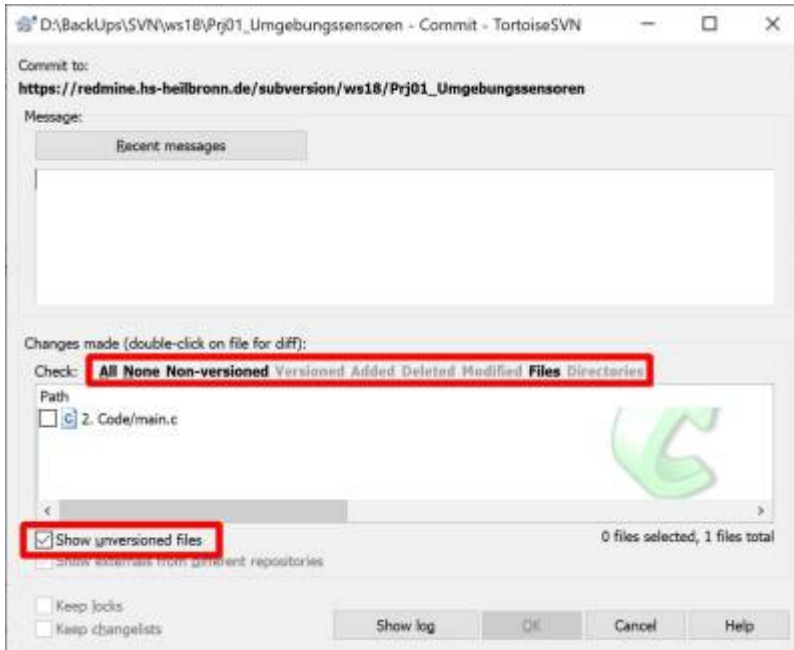 D:\BackUps\SVN\ws18\Prj01_Umgebungssensoren - Commit - TortoiseSVN
Commit to:
https://redmine.hs-heilbronn.de/subversion/ws18/Prj01_Umgebungssensoren
Message:
Recent messages
Changes made (double-click on file for diff):
Check: All None Non-versioned Versioned Added Deleted Modified Files Directories
Path
2. Code/main.c
Show unversioned files
0 files selected, 1 files total
Show externals from different repositories
Keep locks
Keep changelists
Show log OK Cancel Help